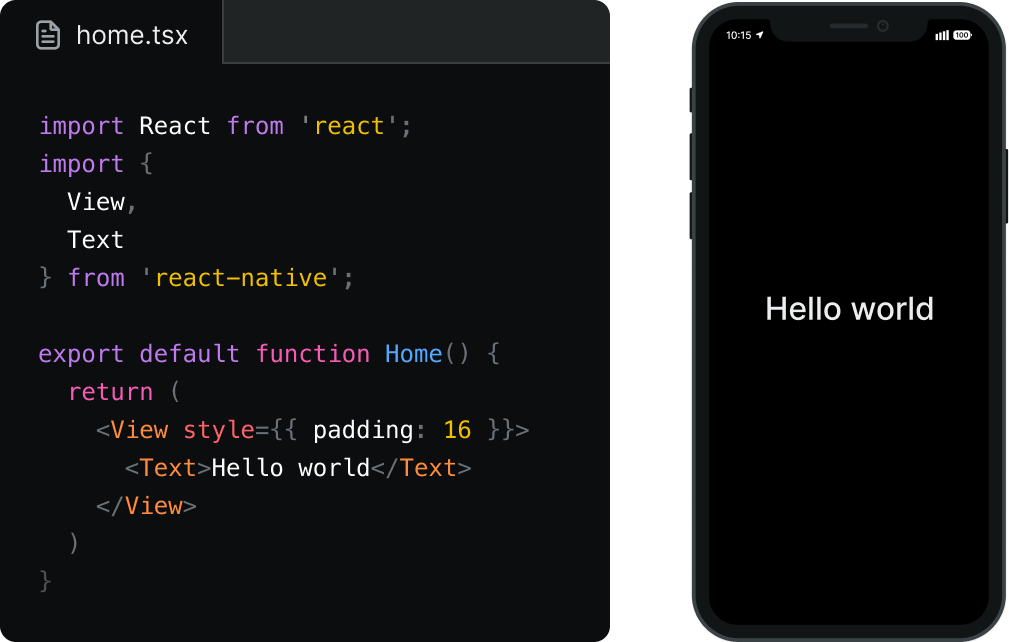 home.tsx
import React from 'react';
import {
  View,
  Text
} from 'react-native';
export default function Home() {
  return (
    <View style={{ padding: 16 }}>
      <Text>Hello world</Text>
    </View>
  )
}
10:15
100
Hello world